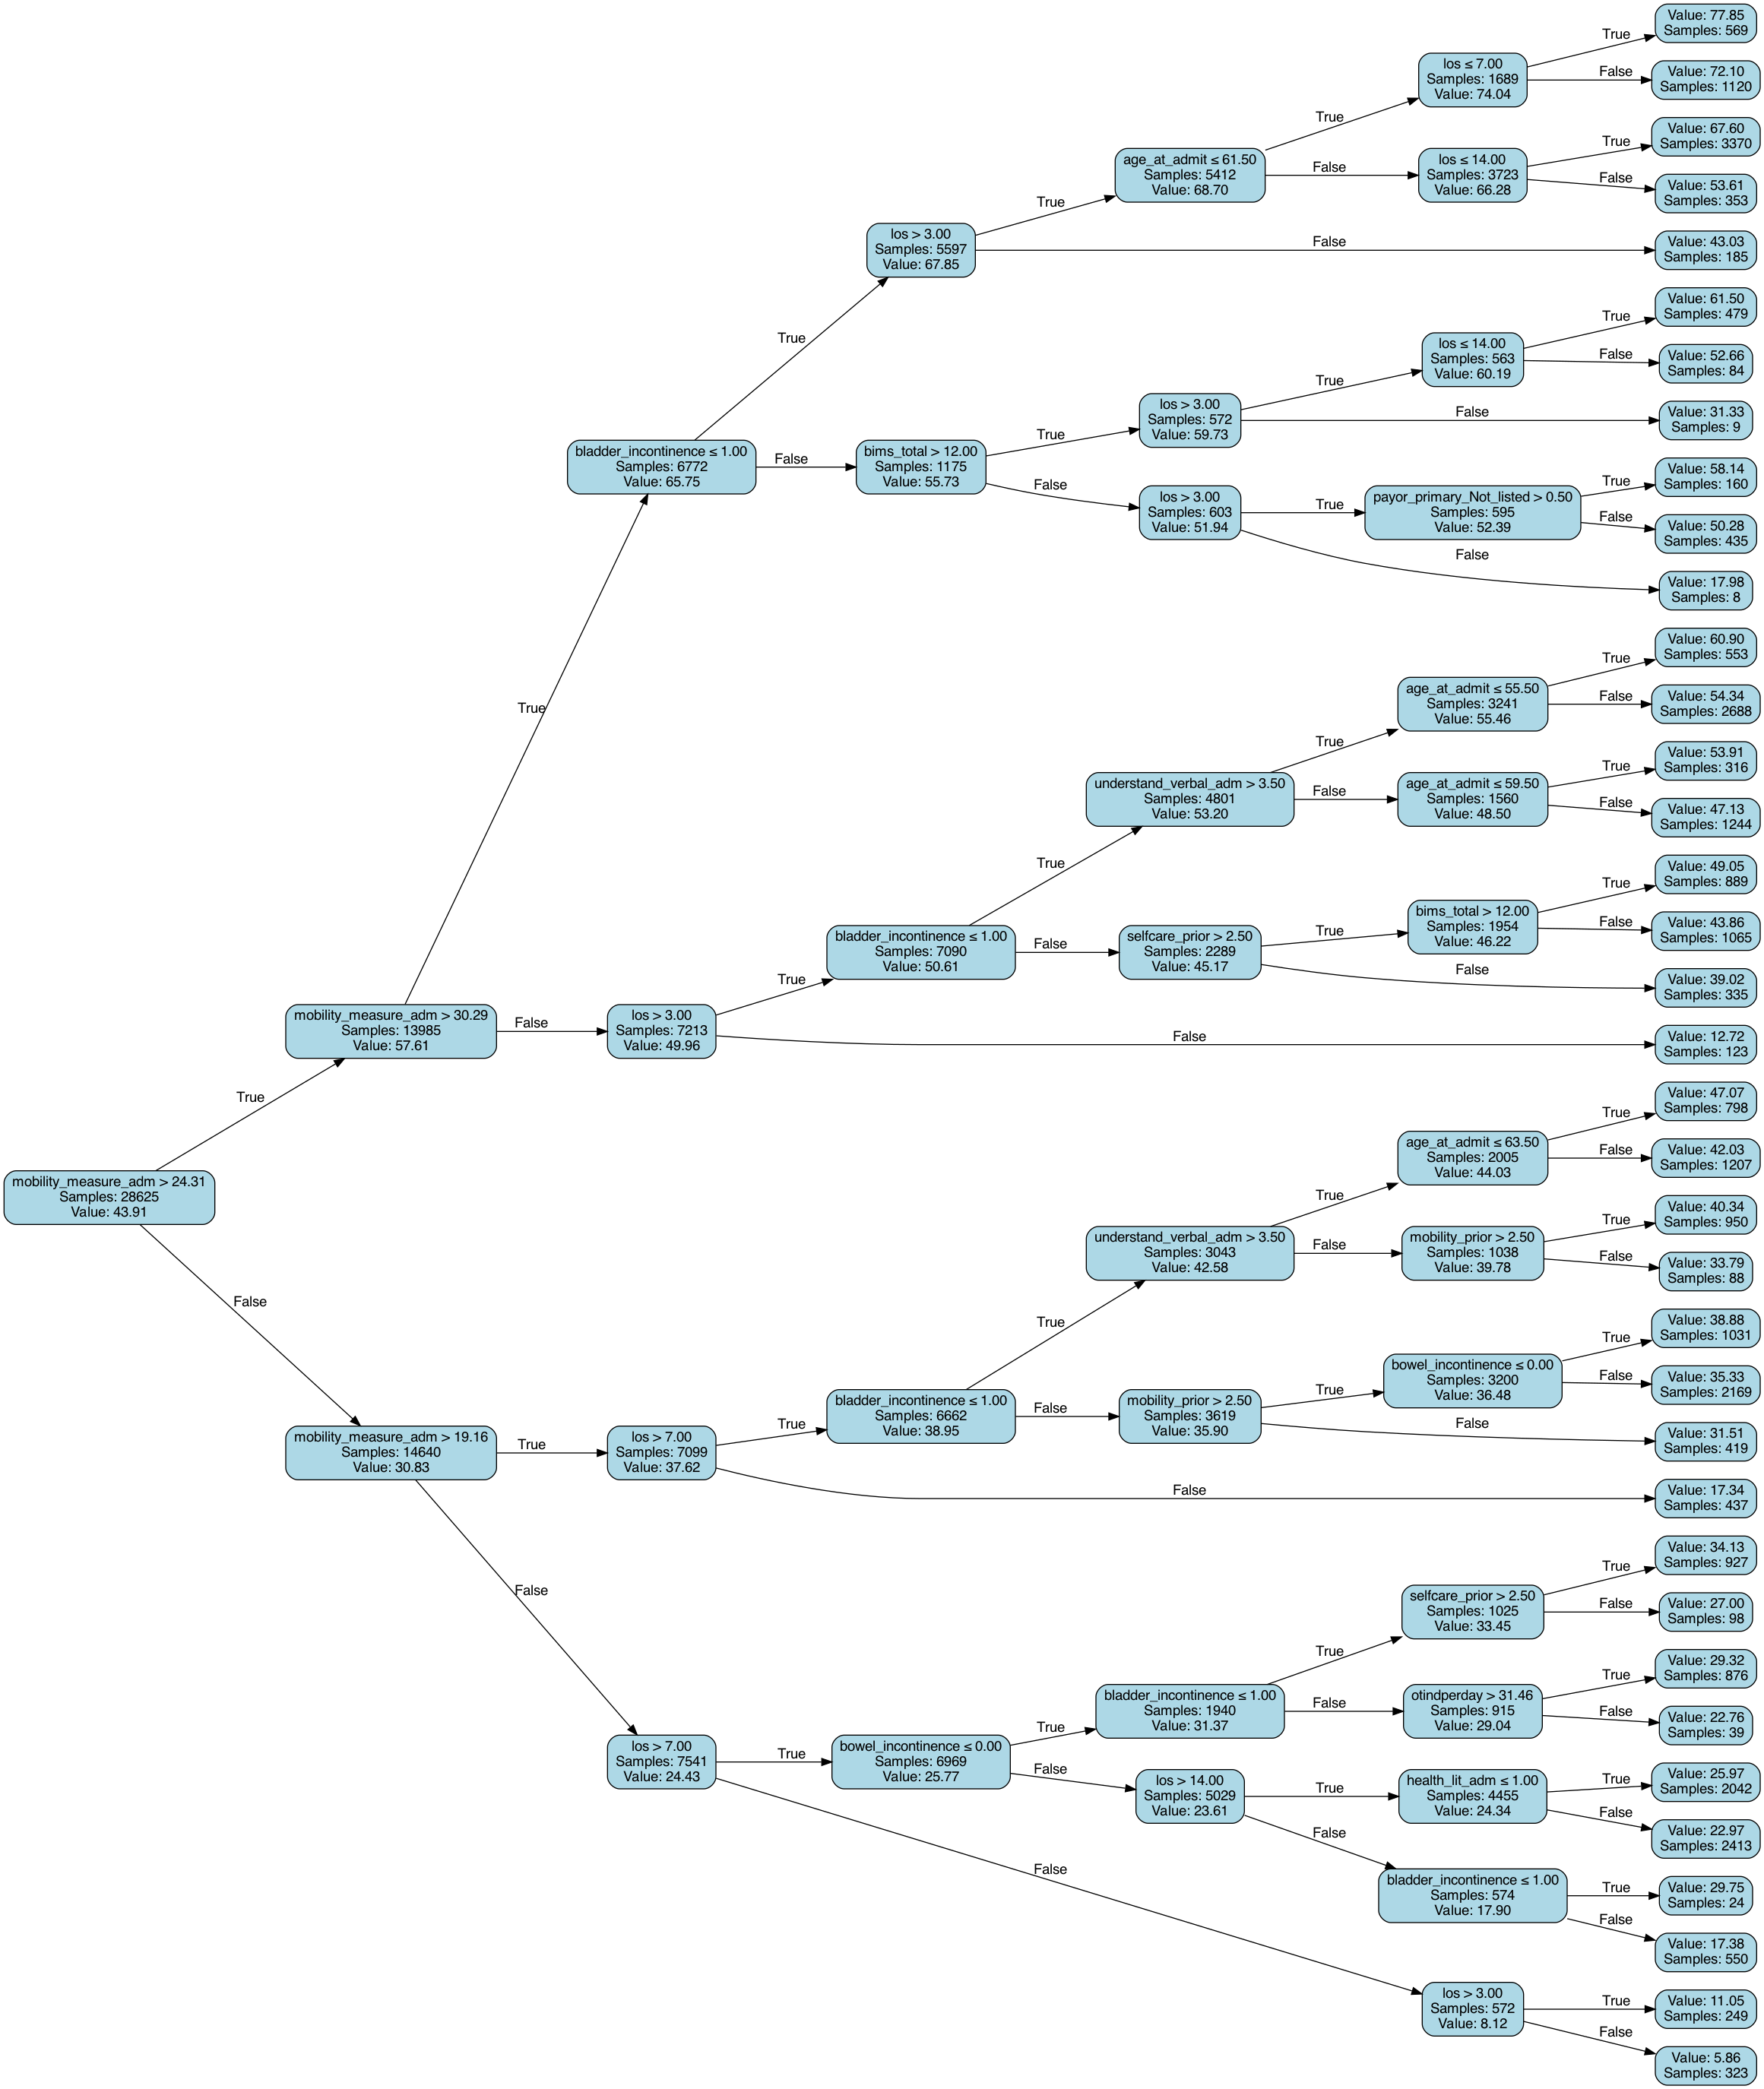 mobility_measure_adm > 24.31
Samples: 28625
Value: 43.91
True
False
mobility_measure_adm > 30.29
Samples: 13985
Value: 57.61
True
False
mobility_measure_adm > 19.16
Samples: 14640
Value: 30.83
True
False
bladder_incontinence ≤ 1.00
Samples: 6772
Value: 65.75
True
False
los > 3.00
Samples: 7213
Value: 49.96
True
False
los > 7.00
Samples: 7099
Value: 37.62
True
False
los > 7.00
Samples: 7541
Value: 24.43
True
False
los > 3.00
Samples: 5597
Value: 67.85
True
False
bims_total > 12.00
Samples: 1175
Value: 55.73
True
False
bladder_incontinence ≤ 1.00
Samples: 7090
Value: 50.61
True
False
bladder_incontinence ≤ 1.00
Samples: 6662
Value: 38.95
True
False
bowel_incontinence ≤ 0.00
Samples: 6969
Value: 25.77
True
False
age_at_admit ≤ 61.50
Samples: 5412
Value: 68.70
True
False
los > 3.00
Samples: 572
Value: 59.73
True
False
los > 3.00
Samples: 603
Value: 51.94
True
False
understand_verbal_adm > 3.50
Samples: 4801
Value: 53.20
True
False
selfcare_prior > 2.50
Samples: 2289
Value: 45.17
True
False
understand_verbal_adm > 3.50
Samples: 3043
Value: 42.58
True
False
mobility_prior > 2.50
Samples: 3619
Value: 35.90
True
False
bladder_incontinence ≤ 1.00
Samples: 1940
Value: 31.37
True
False
los > 14.00
Samples: 5029
Value: 23.61
True
False
los ≤ 7.00
Samples: 1689
Value: 74.04
True
False
los ≤ 14.00
Samples: 3723
Value: 66.28
True
False
los ≤ 14.00
Samples: 563
Value: 60.19
True
False
payor_primary_Not_listed > 0.50
Samples: 595
Value: 52.39
True
False
age_at_admit ≤ 55.50
Samples: 3241
Value: 55.46
True
False
age_at_admit ≤ 59.50
Samples: 1560
Value: 48.50
True
False
bims_total > 12.00
Samples: 1954
Value: 46.22
True
False
age_at_admit ≤ 63.50
Samples: 2005
Value: 44.03
True
False
mobility_prior > 2.50
Samples: 1038
Value: 39.78
True
False
bowel_incontinence ≤ 0.00
Samples: 3200
Value: 36.48
True
False
selfcare_prior > 2.50
Samples: 1025
Value: 33.45
True
False
otindperday > 31.46
Samples: 915
Value: 29.04
True
False
health_lit_adm ≤ 1.00
Samples: 4455
Value: 24.34
True
False
bladder_incontinence ≤ 1.00
Samples: 574
Value: 17.90
True
False
los > 3.00
Samples: 572
Value: 8.12
True
False
Value: 77.85
Samples: 569
Value: 72.10
Samples: 1120
Value: 67.60
Samples: 3370
Value: 53.61
Samples: 353
Value: 43.03
Samples: 185
Value: 61.50
Samples: 479
Value: 52.66
Samples: 84
Value: 31.33
Samples: 9
Value: 58.14
Samples: 160
Value: 50.28
Samples: 435
Value: 17.98
Samples: 8
Value: 60.90
Samples: 553
Value: 54.34
Samples: 2688
Value: 53.91
Samples: 316
Value: 47.13
Samples: 1244
Value: 49.05
Samples: 889
Value: 43.86
Samples: 1065
Value: 39.02
Samples: 335
Value: 12.72
Samples: 123
Value: 47.07
Samples: 798
Value: 42.03
Samples: 1207
Value: 40.34
Samples: 950
Value: 33.79
Samples: 88
Value: 38.88
Samples: 1031
Value: 35.33
Samples: 2169
Value: 31.51
Samples: 419
Value: 17.34
Samples: 437
Value: 34.13
Samples: 927
Value: 27.00
Samples: 98
Value: 29.32
Samples: 876
Value: 22.76
Samples: 39
Value: 25.97
Samples: 2042
Value: 22.97
Samples: 2413
Value: 29.75
Samples: 24
Value: 17.38
Samples: 550
Value: 11.05
Samples: 249
Value: 5.86
Samples: 323